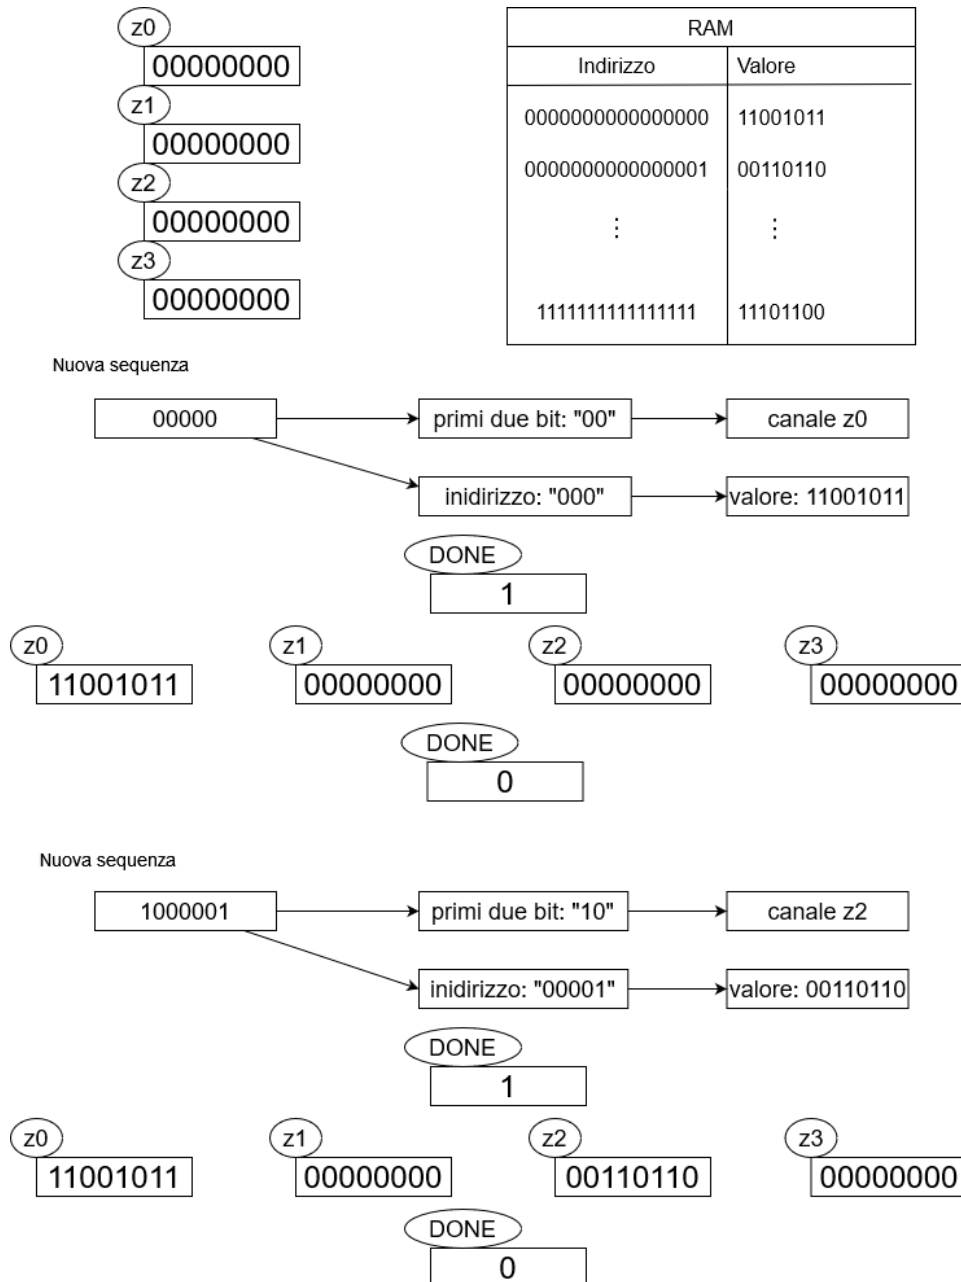 z0
00000000
z1
00000000
z2
00000000
z3
00000000
RAM
Indirizzo Valore
0000000000000000 11001011
0000000000000001 00110110
⋮ ⋮
1111111111111111 11101100
Nuova sequenza
00000 primi due bit: "00" canale z0
inidirizzo: "000" valore: 11001011
DONE
1
z0 z1 z2 z3
11001011 00000000 00000000 00000000
DONE
0
Nuova sequenza
1000001 primi due bit: "10" canale z2
inidirizzo: "00001" valore: 00110110
DONE
1
z0 z1 z2 z3
11001011 00000000 00110110 00000000
DONE
0